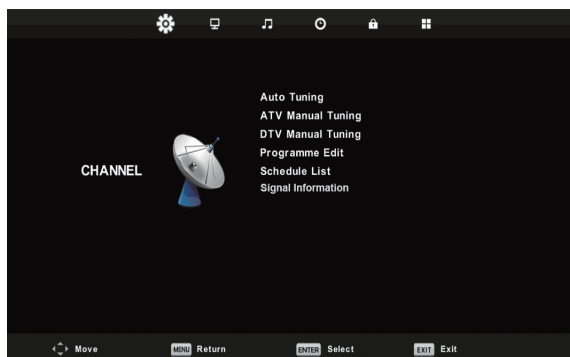 Auto Tuning
ATV Manual Tuning
DTV Manual Tuning
Programme Edit
CHANNEL
Schedule List
Signal Information
Move MENU Return ENTER Select EXIT Exit